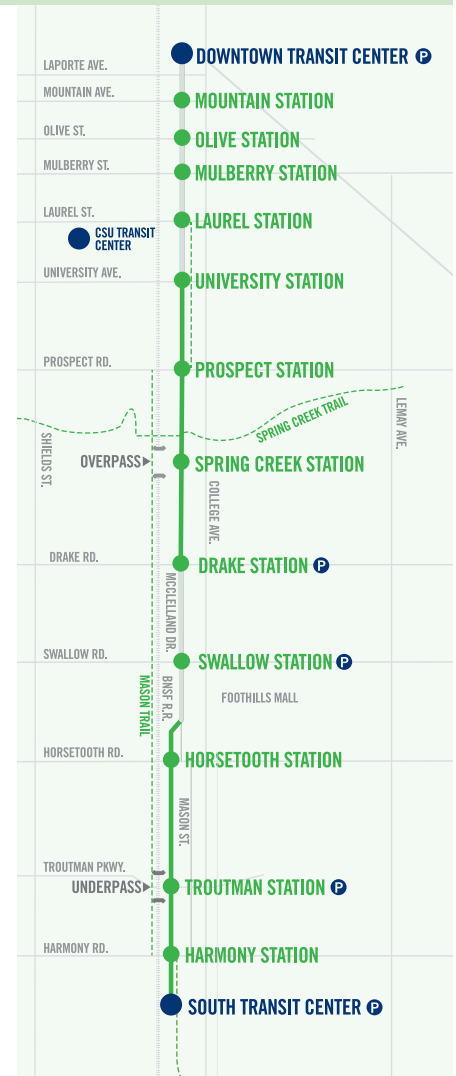 DOWNTOWN TRANSIT CENTER P
LAPORTE AVE.
MOUNTAIN AVE.
MOUNTAIN STATION
OLIVE ST.
OLIVE STATION
MULBERRY ST.
MULBERRY STATION
LAUREL ST.
LAUREL STATION
CSU TRANSIT
CENTER
UNIVERSITY AVE.
UNIVERSITY STATION
PROSPECT RD.
PROSPECT STATION
SPRING CREEK TRAIL
LEMAY AVE.
SHIELDS ST.
OVERPASS
SPRING CREEK STATION
COLLEGE AVE.
DRAKE RD.
DRAKE STATION P
MCCLELLAND DR.
SWALLOW RD.
SWALLOW STATION P
MASON TRAIL
BNSF R.R.
FOOTHILLS MALL
HORSETOOTH RD.
HORSETOOTH STATION
MASON ST.
TROUTMAN PKWY.
UNDERPASS
TROUTMAN STATION P
HARMONY RD.
HARMONY STATION
SOUTH TRANSIT CENTER P